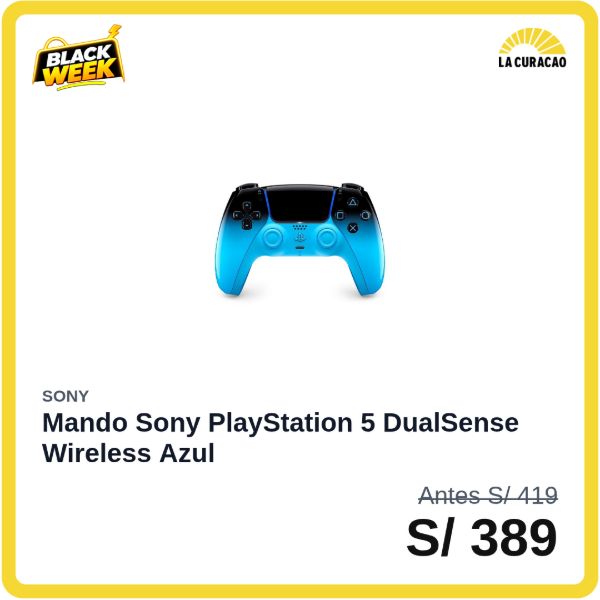 BLACK
WEEK
LA CURACAO
SONY
Mando Sony PlayStation 5 DualSense
Wireless Azul
Antes S/ 419
S/ 389